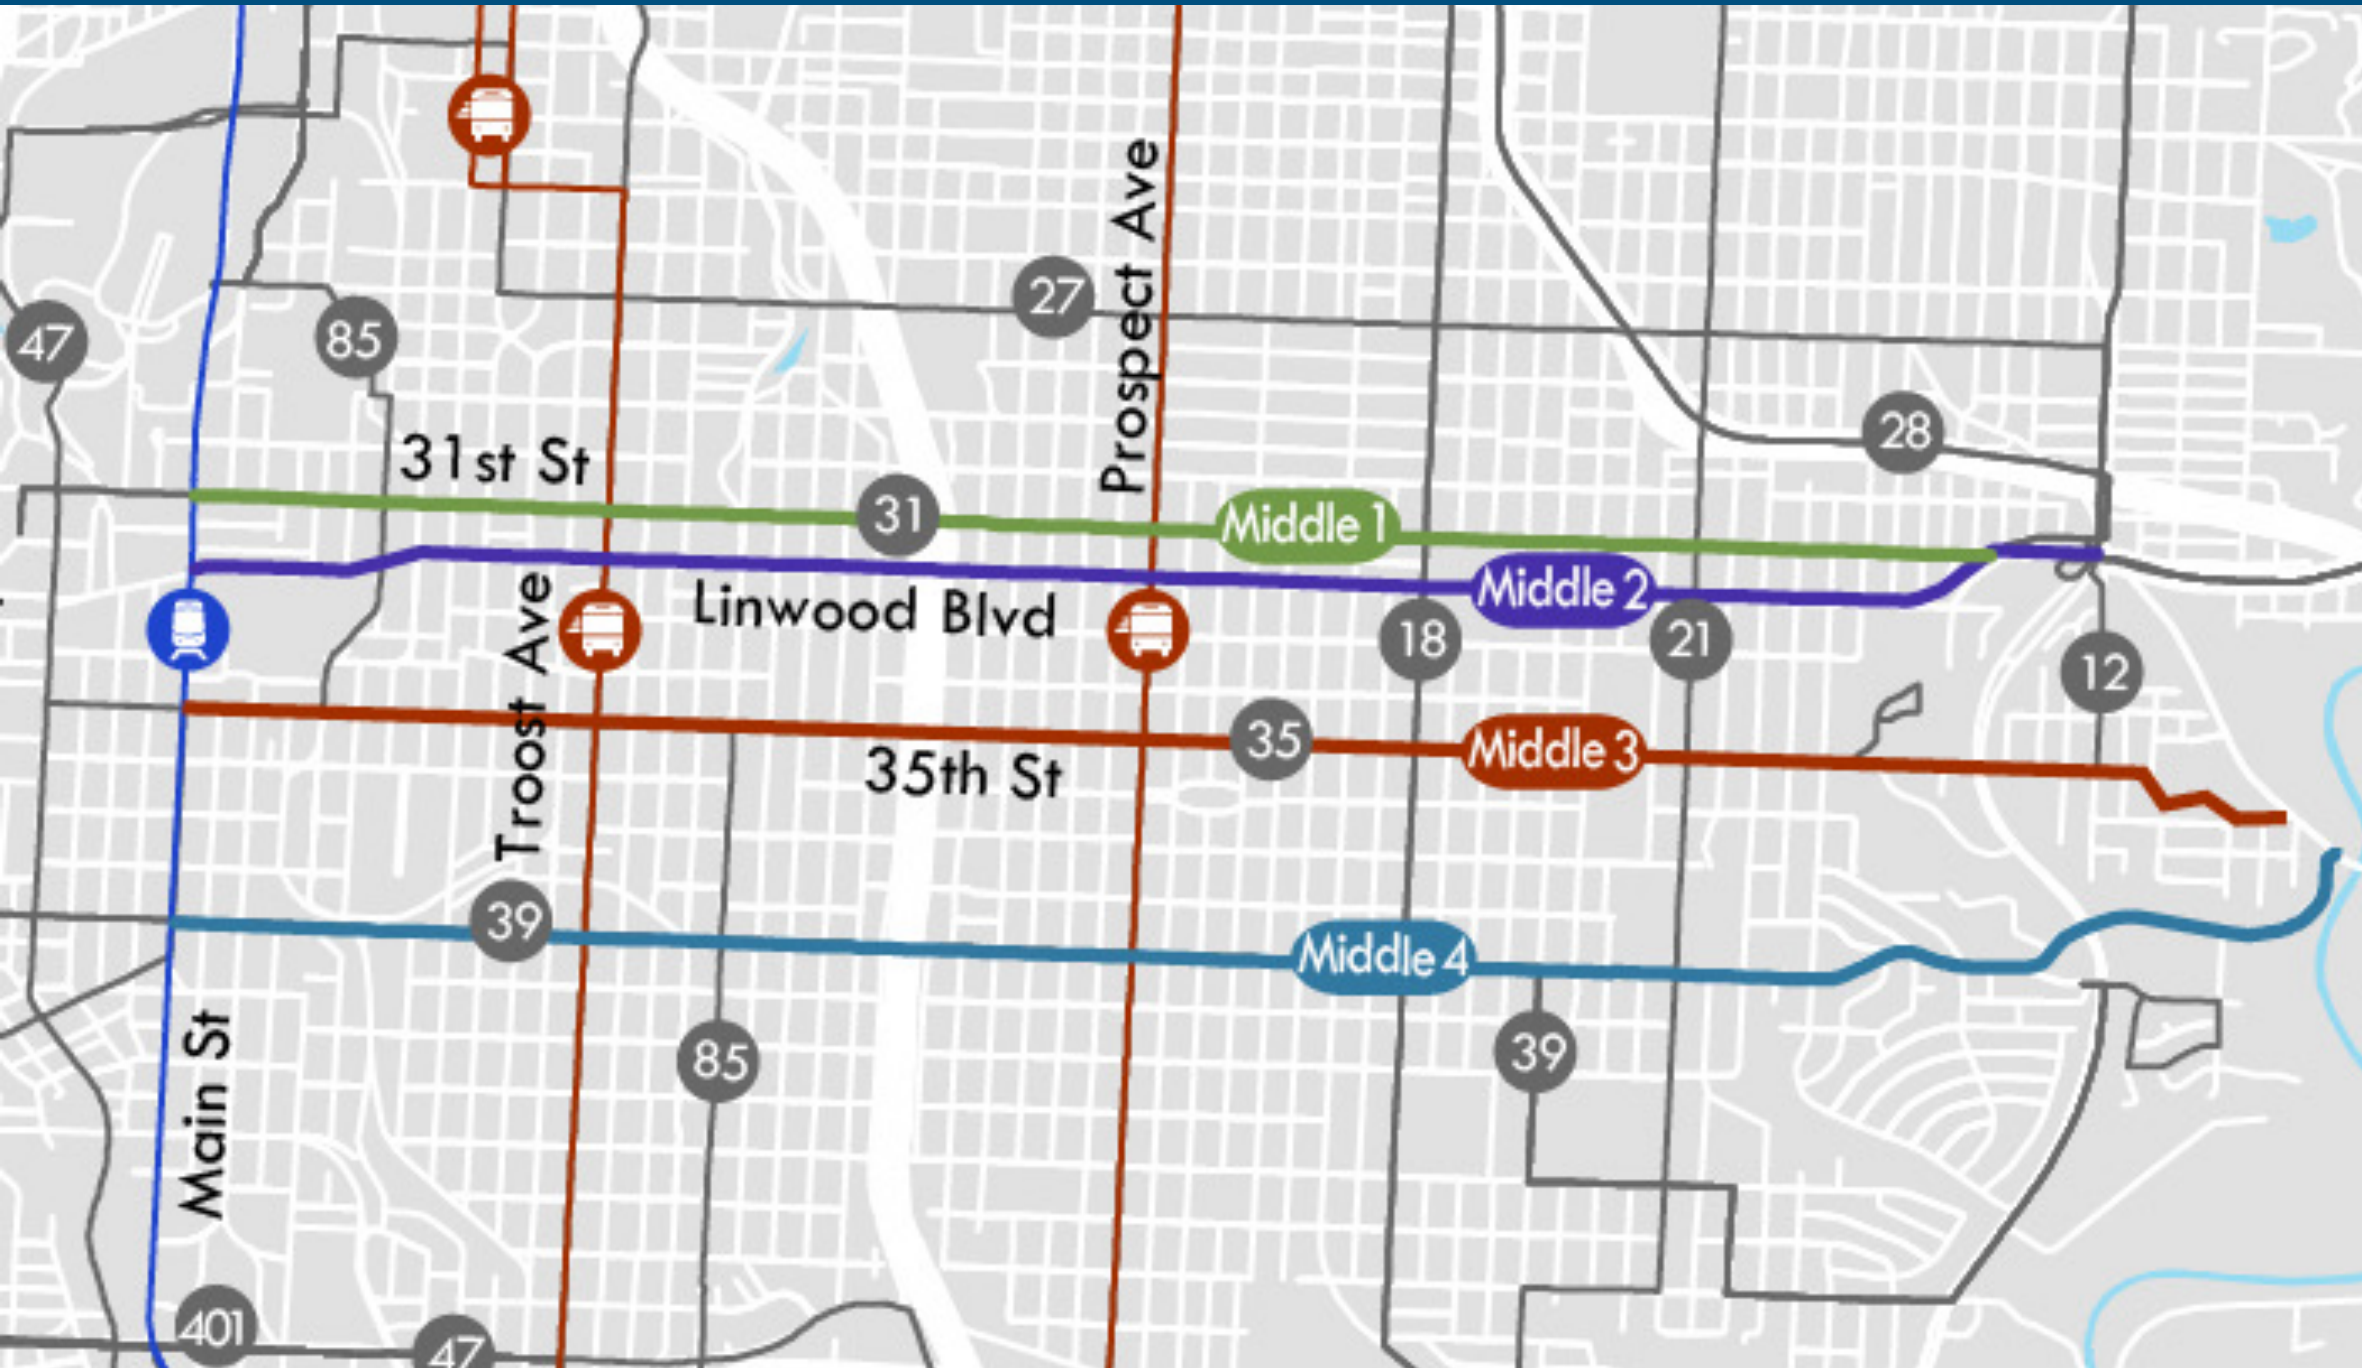 27
Prospect Ave
47
85
28
31st St
31
Middle 1
Middle 2
Linwood Blvd
18
21
12
Troost Ave
35
Middle 3
35th St
39
Middle 4
85
39
Main St
401
47